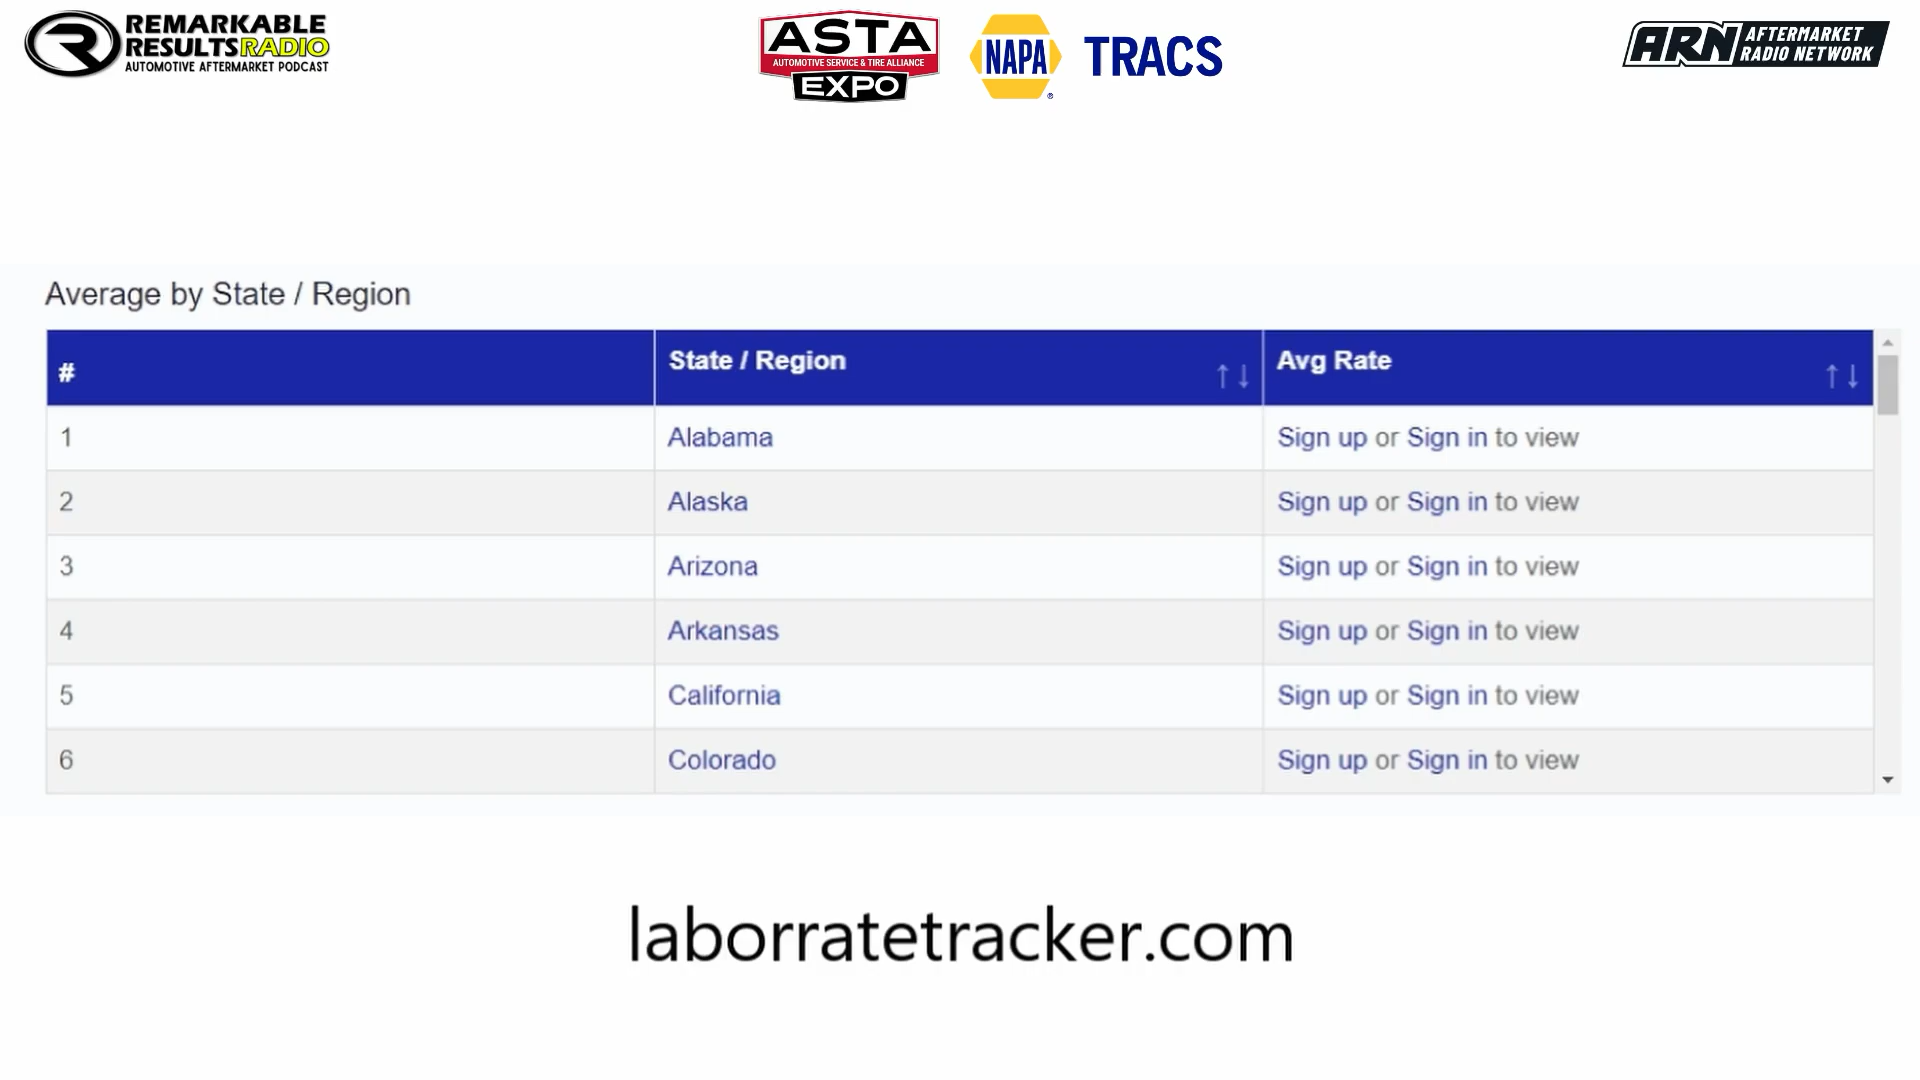 REMARKABLE
RESULTS RADIO
AUTOMOTIVE AFTERMARKET PODCAST
ASTA
AUTOMOTIVE SERVICE & TIRE ALLIANCE
EXPO
NAPA ® TRACS
ARN AFTERMARKET
RADIO NETWORK
Average by State / Region
# State / Region ↑↓ Avg Rate ↑↓
1 Alabama Sign up or Sign in to view
2 Alaska Sign up or Sign in to view
3 Arizona Sign up or Sign in to view
4 Arkansas Sign up or Sign in to view
5 California Sign up or Sign in to view
6 Colorado Sign up or Sign in to view
laborratetracker.com